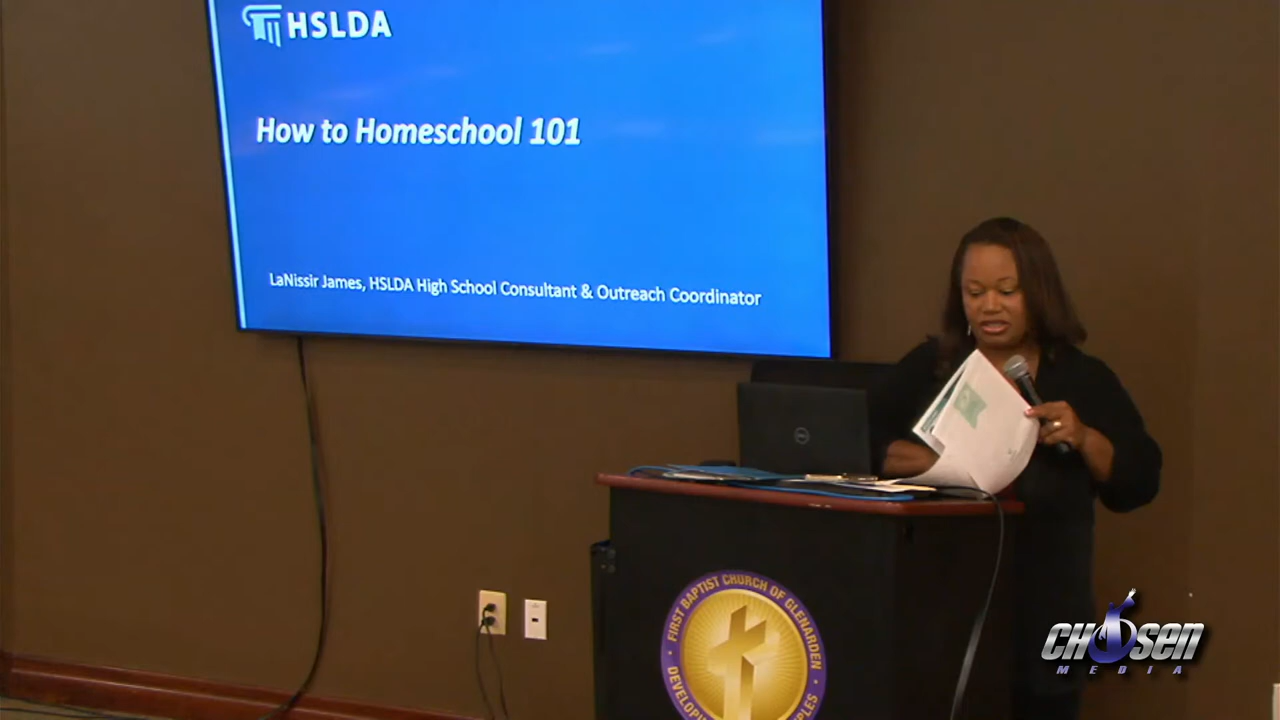 HSLDA
How to Homeschool 101
LaNissir James, HSLDA High School Consultant & Outreach Coordinator
FIRST BAPTIST CHURCH OF GLENARDEN
CHOSEN
MEDIA